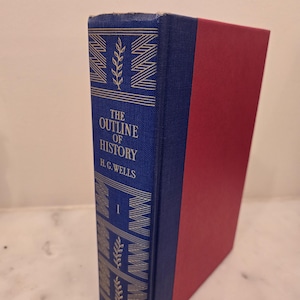 THE
OUTLINE
OF
HISTORY
H. G. WELLS
I